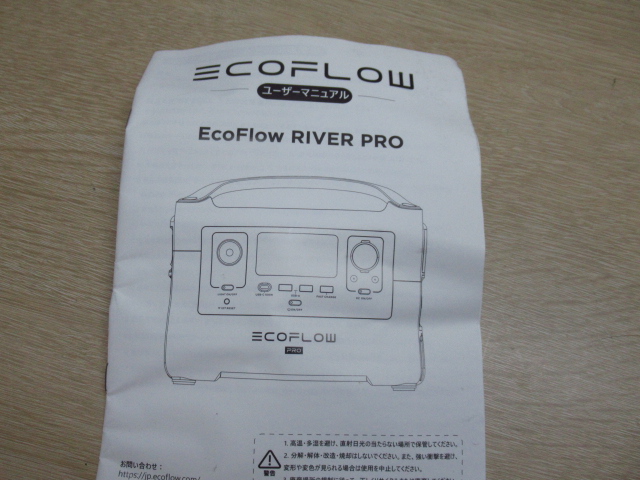 ECOFLOW
ユーザーマニュアル
EcoFlow RIVER PRO
ECOFLOW
PRO
1. 高温・多湿を避け、直射日光の当たらない場所で保管してください。
2. 分解・解体・改造・焼却はしないでください。また、強い衝撃を避け、
変形や変色が見られる場合は使用を中止してください。
警告
お問い合わせ：
https://jp.ecoflow.com/